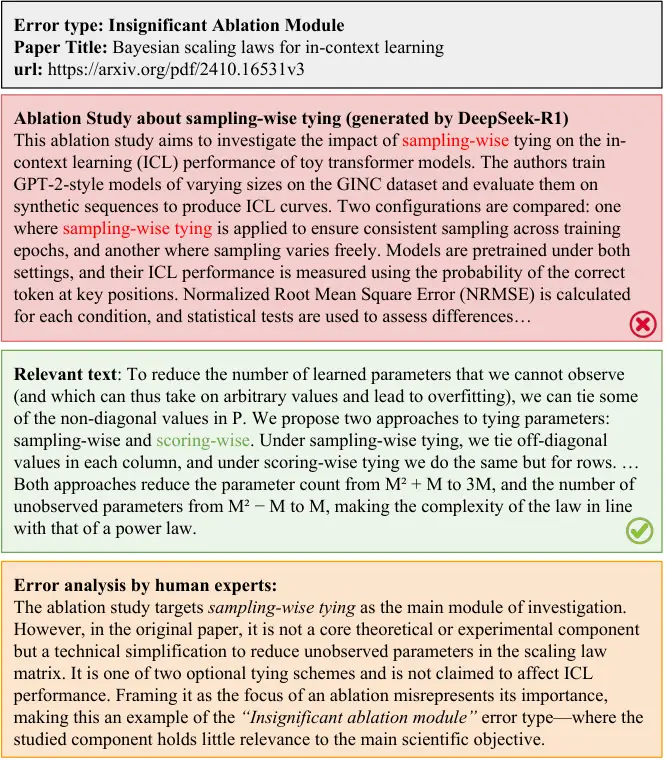 Error type: Insignificant Ablation Module
Paper Title: Bayesian scaling laws for in-context learning
url: https://arxiv.org/pdf/2410.16531v3
Ablation Study about sampling-wise tying (generated by DeepSeek-R1)
This ablation study aims to investigate the impact of sampling-wise tying on the in-
context learning (ICL) performance of toy transformer models. The authors train
GPT-2-style models of varying sizes on the GINC dataset and evaluate them on
synthetic sequences to produce ICL curves. Two configurations are compared: one
where sampling-wise tying is applied to ensure consistent sampling across training
epochs, and another where sampling varies freely. Models are pretrained under both
settings, and their ICL performance is measured using the probability of the correct
token at key positions. Normalized Root Mean Square Error (NRMSE) is calculated
for each condition, and statistical tests are used to assess differences…
Relevant text: To reduce the number of learned parameters that we cannot observe
(and which can thus take on arbitrary values and lead to overfitting), we can tie some
of the non-diagonal values in P. We propose two approaches to tying parameters:
sampling-wise and scoring-wise. Under sampling-wise tying, we tie off-diagonal
values in each column, and under scoring-wise tying we do the same but for rows. …
Both approaches reduce the parameter count from M² + M to 3M, and the number of
unobserved parameters from M² − M to M, making the complexity of the law in line
with that of a power law.
Error analysis by human experts:
The ablation study targets sampling-wise tying as the main module of investigation.
However, in the original paper, it is not a core theoretical or experimental component
but a technical simplification to reduce unobserved parameters in the scaling law
matrix. It is one of two optional tying schemes and is not claimed to affect ICL
performance. Framing it as the focus of an ablation misrepresents its importance,
making this an example of the “Insignificant ablation module” error type—where the
studied component holds little relevance to the main scientific objective.